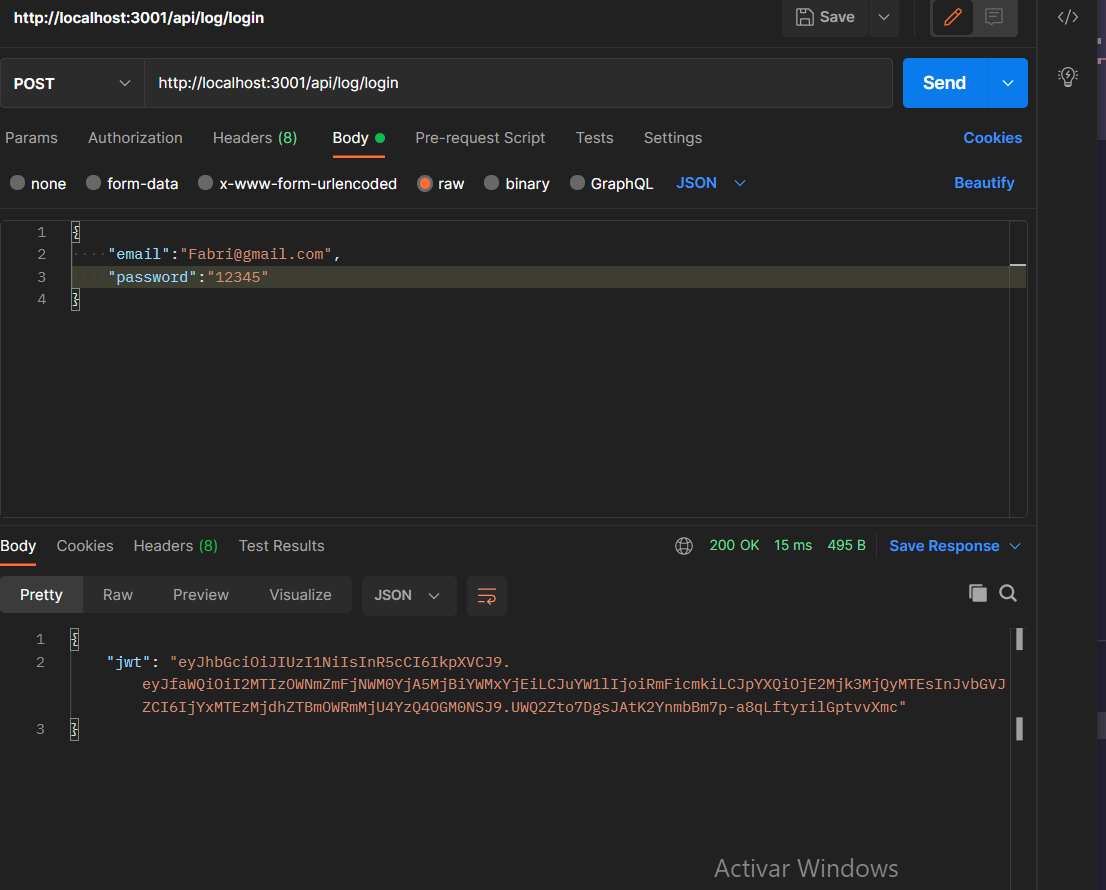 http://localhost:3001/api/log/login
Save
POST
http://localhost:3001/api/log/login
Send
Params Authorization Headers (8) Body Pre-request Script Tests Settings Cookies
none form-data x-www-form-urlencoded raw binary GraphQL JSON Beautify
1 {
2 "email":"Fabri@gmail.com",
3 "password":"12345"
4 }
Body Cookies Headers (8) Test Results 200 OK 15 ms 495 B Save Response
Pretty Raw Preview Visualize JSON
1 {
2 "jwt": "eyJhbGciOiJIUzI1NiIsInR5cCI6IkpXVCJ9.
eyJfaWQiOiI2MTIzOWNmZmFjNWM0YjA5MjBiYWMxYjEiLCJuYW1lIjoiRmFicmkiLCJpYXQiOjE2Mjk3MjQyMTEsInJvbGVJ
ZCI6IjYxMTEzMjdhZTBmOWRmMjU4YzQ4OGM0NSJ9.UWQ2Zto7DgsJAtK2YnmbBm7p-a8qLftyrilGptvvXmc"
3 }
Activar Windows